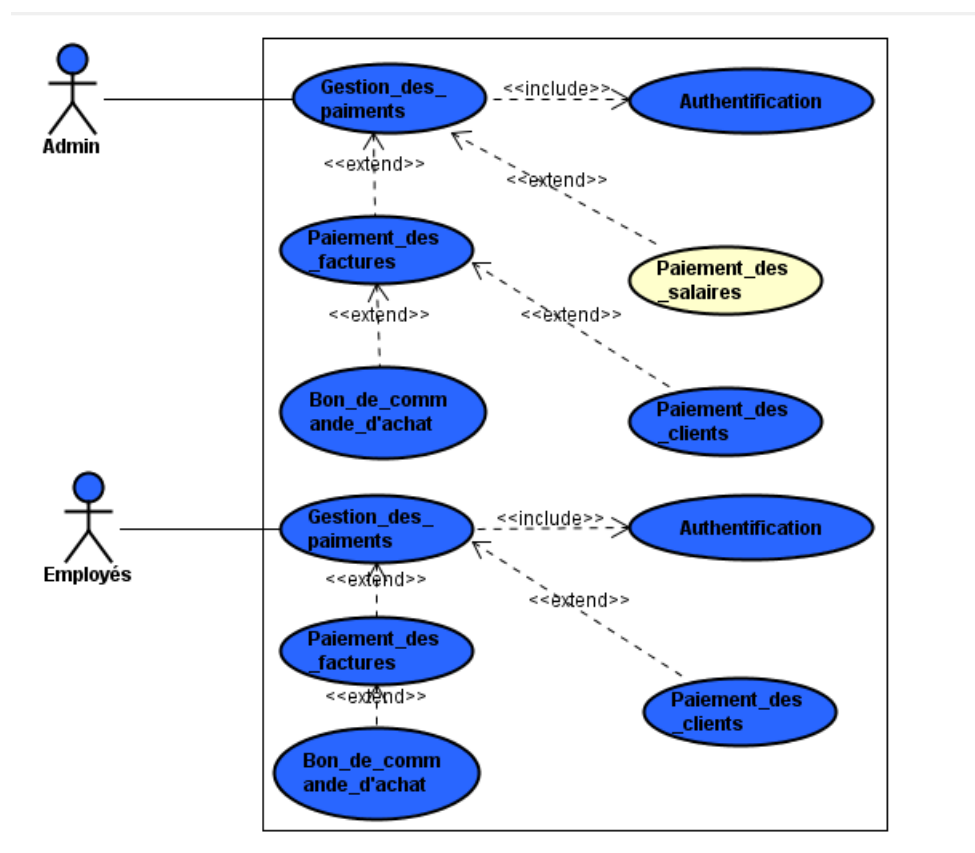 Gestion_des_
paiments
<<include>>
Authentification
Admin
<<extend>>
<<extend>>
Paiement_des
_factures
Paiement_des
_salaires
<<extend>>
<<extend>>
Bon_de_comm
ande_d'achat
Paiement_des
_clients
Gestion_des_
paiments
<<include>>
Authentification
Employés
<<extend>>
<<extend>>
Paiement_des
_factures
<<extend>>
Paiement_des
_clients
Bon_de_comm
ande_d'achat